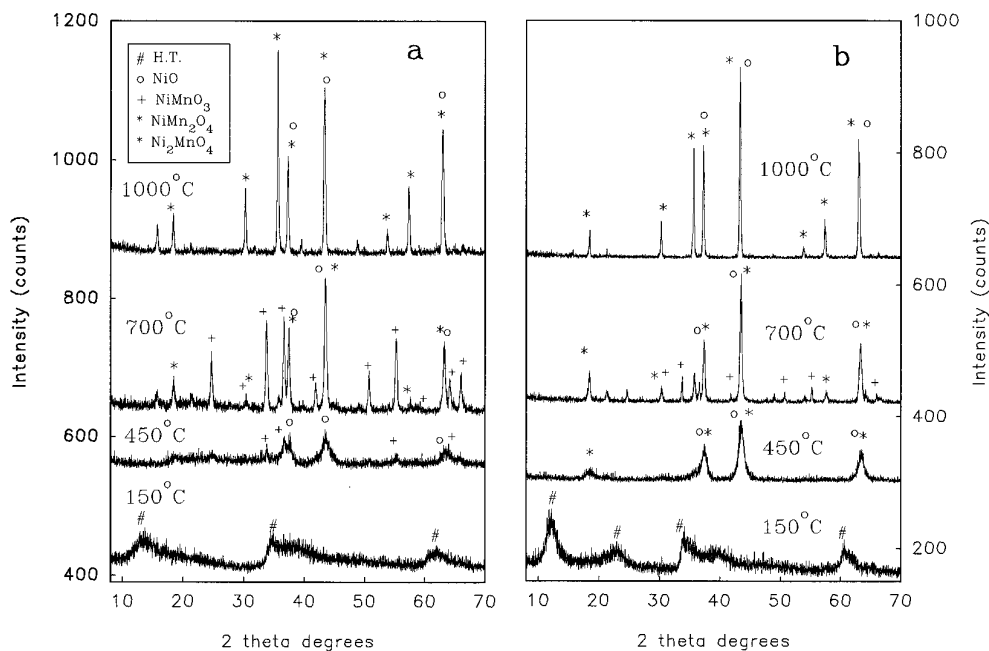 1200
1000
800
600
400
Intensity (counts)
a
# H.T.
o NiO
+ NiMnO3
* NiMn2O4
* Ni2MnO4
1000°C
700°C
450°C
150°C
10 20 30 40 50 60 70
2 theta degrees
b
1000
800
600
400
200
Intensity (counts)
1000°C
700°C
450°C
150°C
10 20 30 40 50 60 70
2 theta degrees